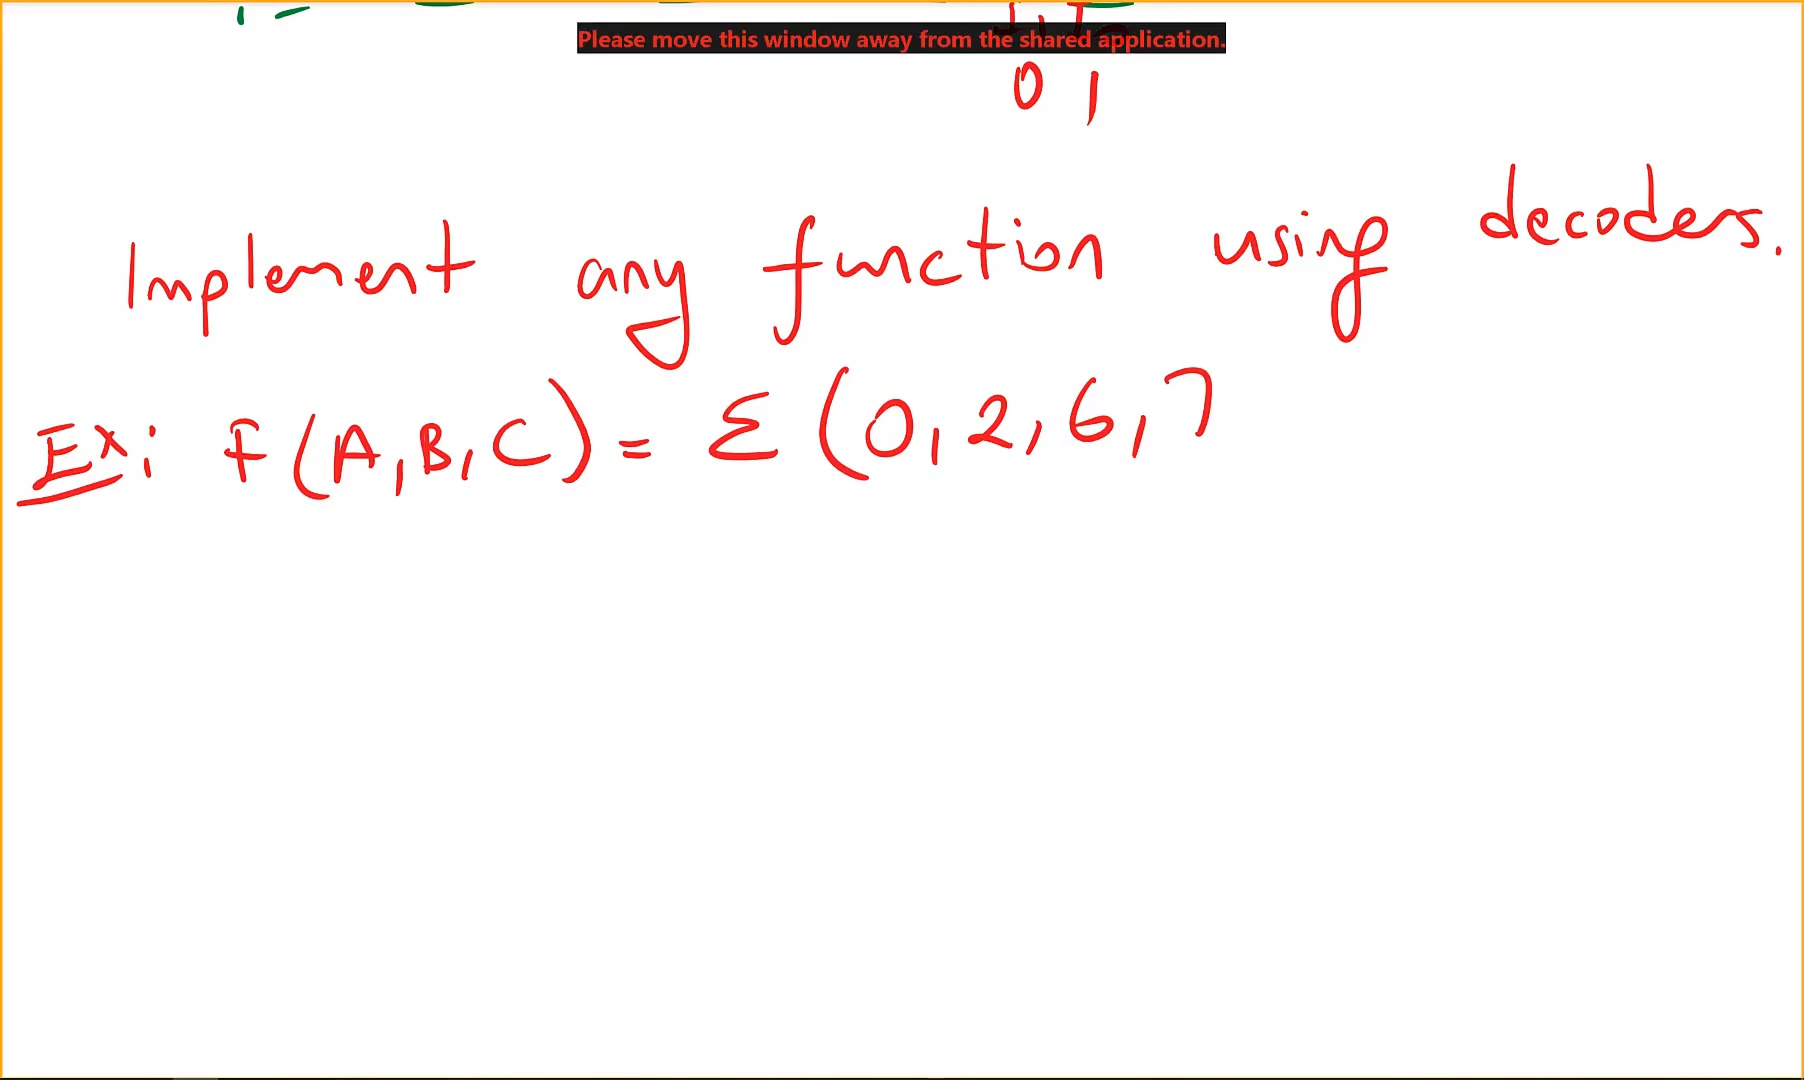 Please move this window away from the shared application.
0 1
Implement any function using decoders.
Ex: F(A,B,C) = Σ(0,2,6,7